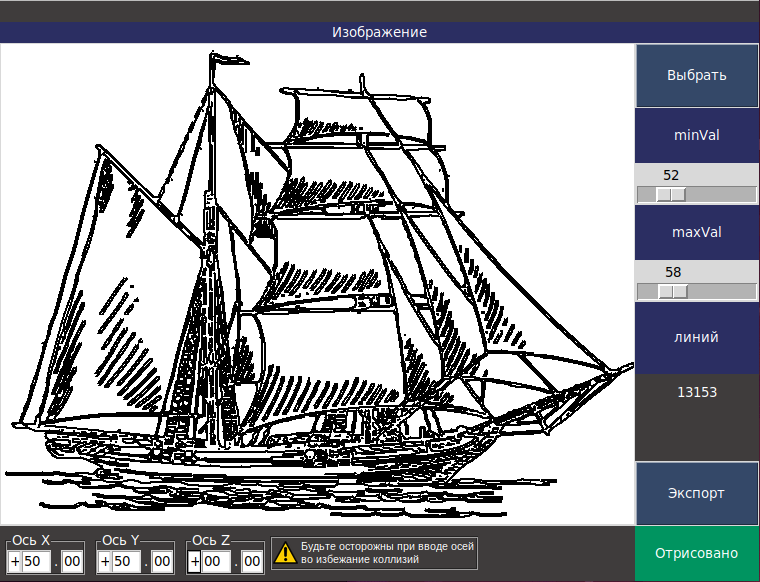 Изображение
Выбрать
minVal
52
maxVal
58
линий
13153
Экспорт
Отрисовано
Ось X
+50 . 00
Ось Y
+50 . 00
Ось Z
+00 . 00
Будьте осторожны при вводе осей
во избежание коллизий